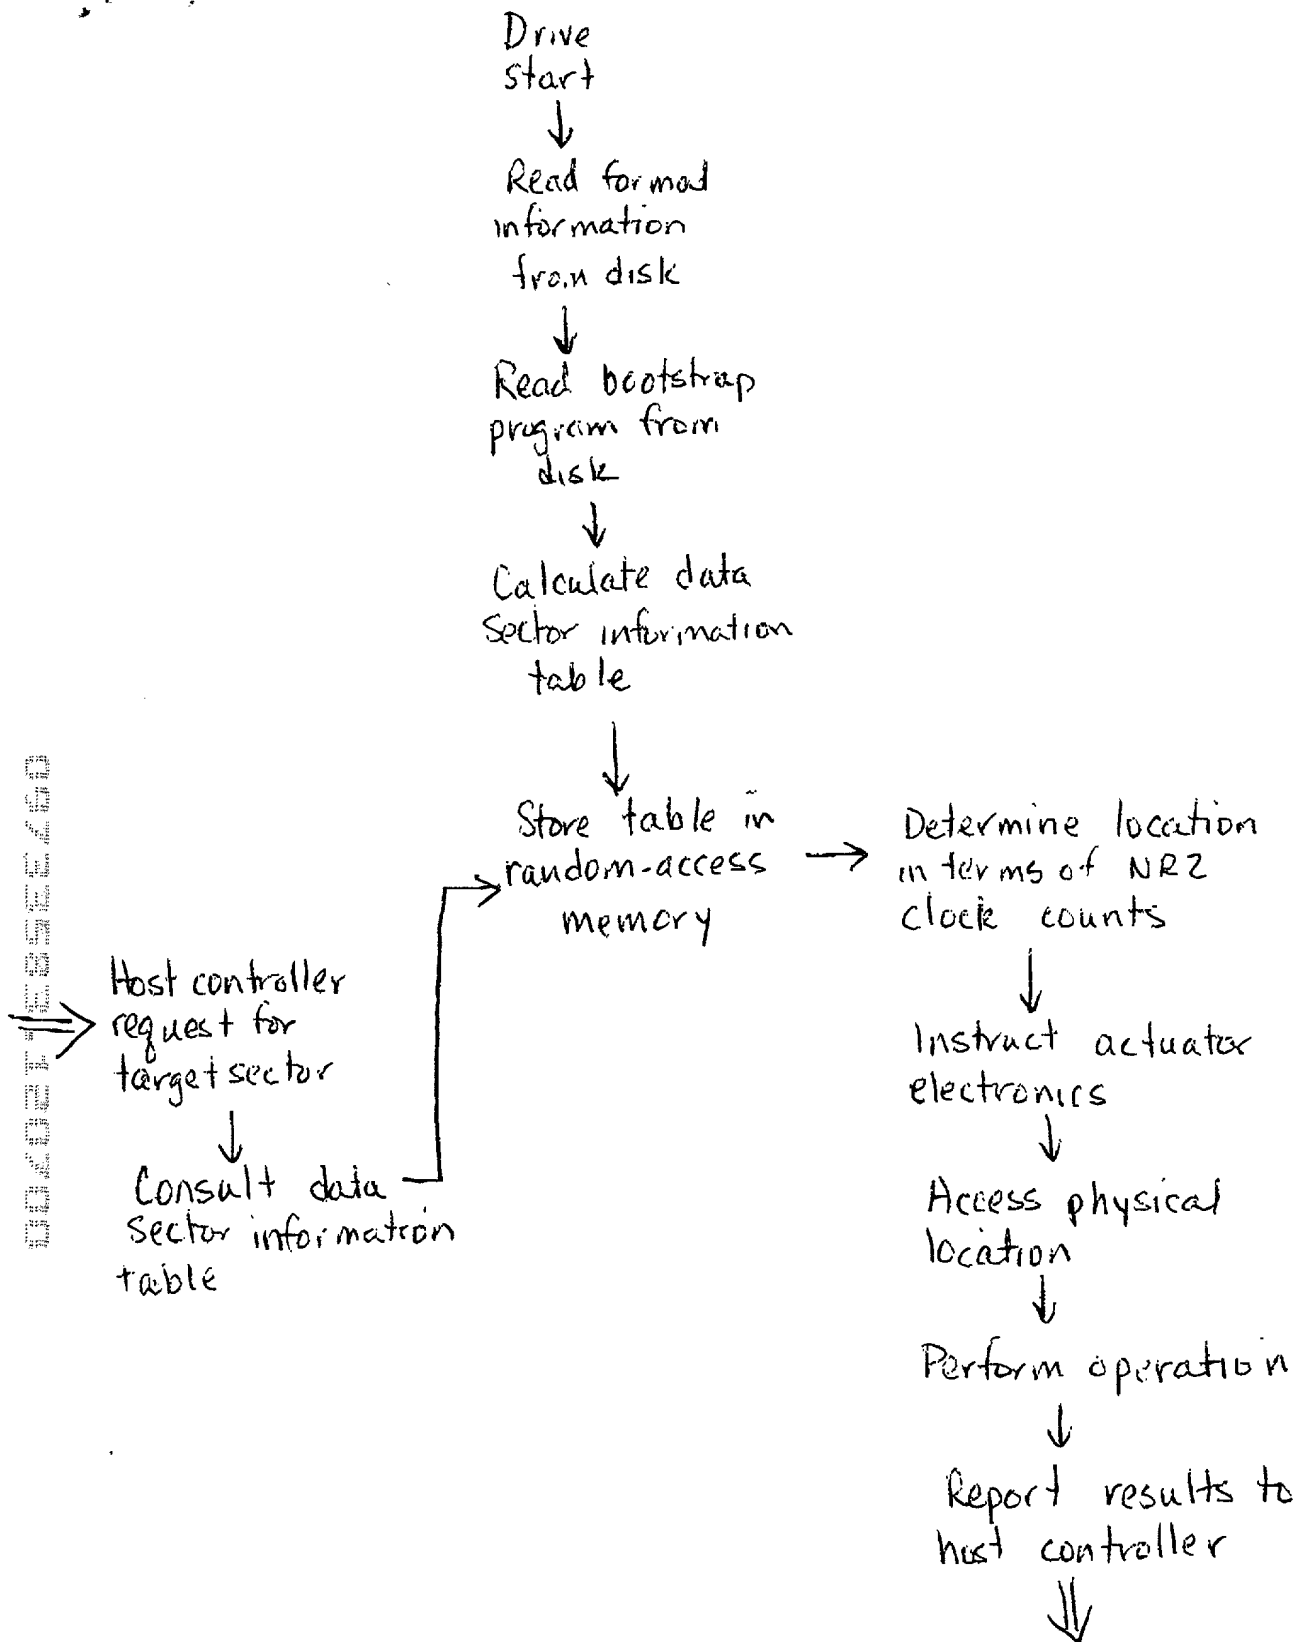 Drive
start
Read format
information
from disk
Read bootstrap
program from
disk
Calculate data
Sector information
table
Store table in
random-access
memory
Host controller
request for
target sector
Consult data
sector information
table
Determine location
in terms of NRZ
clock counts
Instruct actuator
electronics
Access physical
location
Perform operation
Report results to
host controller